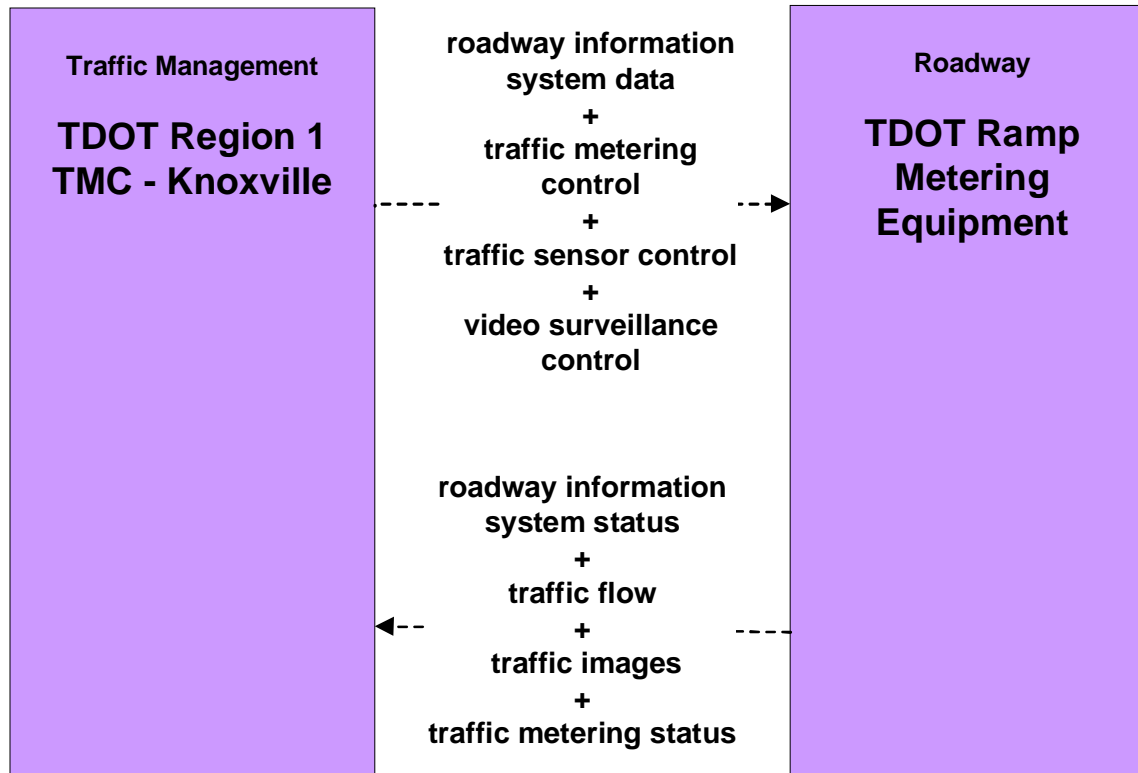 Traffic Management
TDOT Region 1
TMC - Knoxville
roadway information
system data
+
traffic metering
control
+
traffic sensor control
+
video surveillance
control
roadway information
system status
+
traffic flow
+
traffic images
+
traffic metering status
Roadway
TDOT Ramp
Metering
Equipment